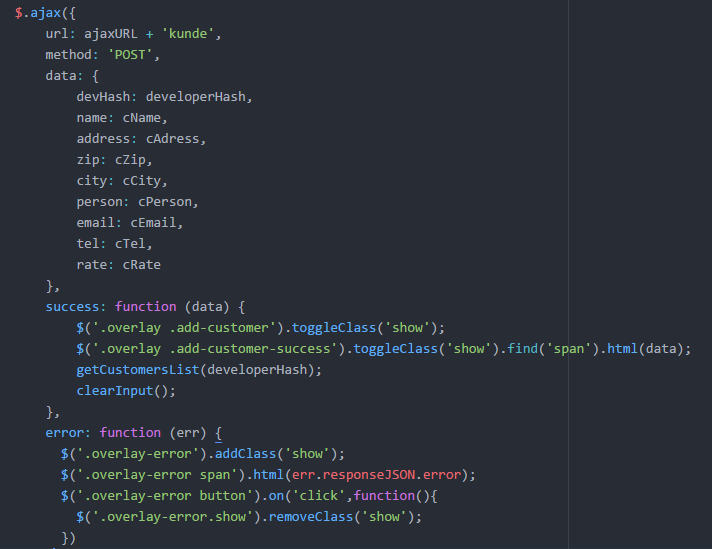 $.ajax({
url: ajaxURL + 'kunde',
method: 'POST',
data: {
devHash: developerHash,
name: cName,
address: cAdress,
zip: cZip,
city: cCity,
person: cPerson,
email: cEmail,
tel: cTel,
rate: cRate
},
success: function (data) {
$('.overlay .add-customer').toggleClass('show');
$('.overlay .add-customer-success').toggleClass('show').find('span').html(data);
getCustomersList(developerHash);
clearInput();
},
error: function (err) {
$('.overlay-error').addClass('show');
$('.overlay-error span').html(err.responseJSON.error);
$('.overlay-error button').on('click',function(){
$('.overlay-error.show').removeClass('show');
})